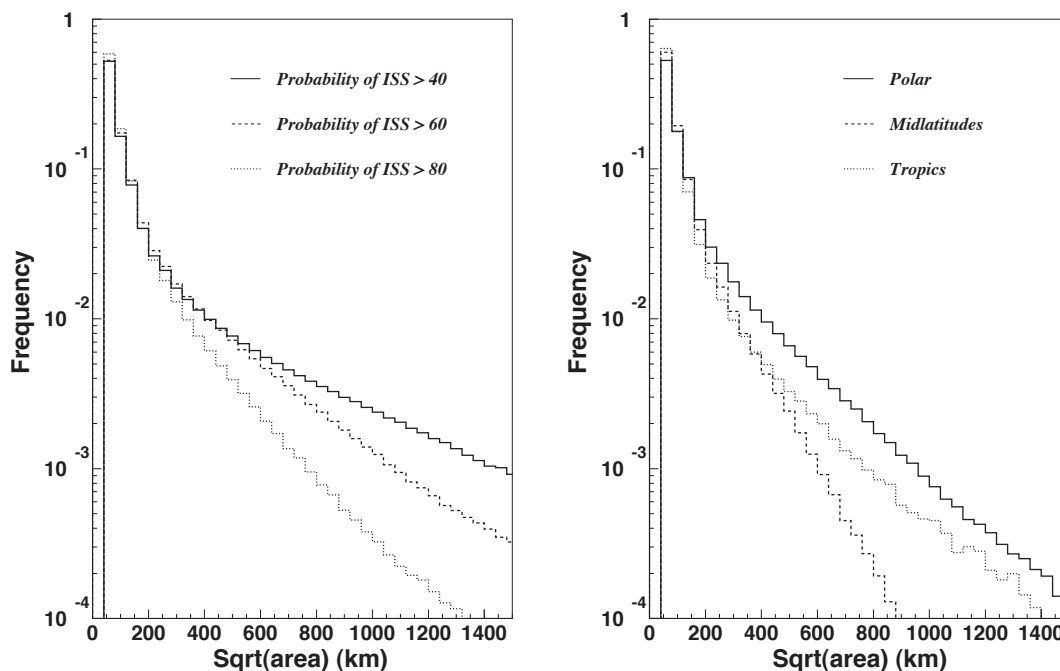 1
10 -1
10 -2
10 -3
10 -4
Frequency
Probability of ISS > 40
Probability of ISS > 60
Probability of ISS > 80
0 200 400 600 800 1000 1200 1400
Sqrt(area) (km)
1
10 -1
10 -2
10 -3
10 -4
Frequency
Polar
Midlatitudes
Tropics
0 200 400 600 800 1000 1200 1400
Sqrt(area) (km)